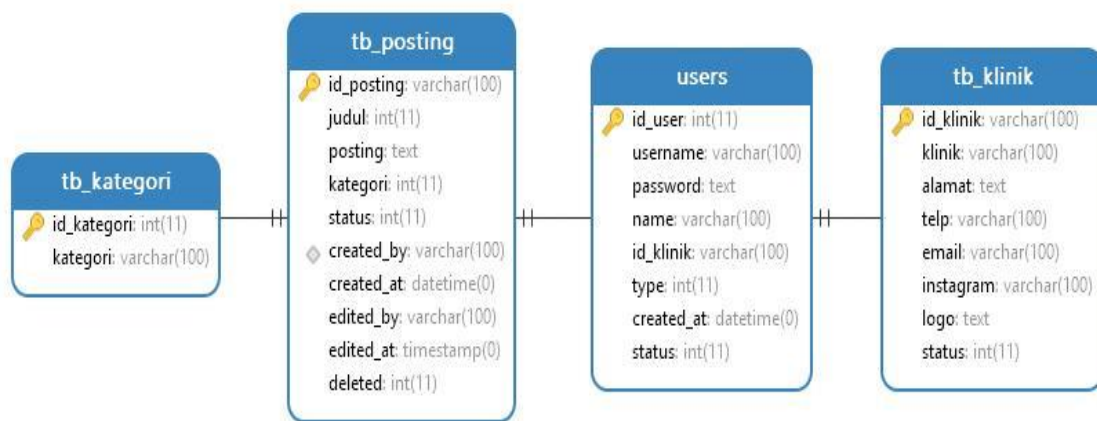 tb_kategori
id_kategori: int(11)
kategori: varchar(100)
tb_posting
id_posting: varchar(100)
judul: int(11)
posting: text
kategori: int(11)
status: int(11)
created_by: varchar(100)
created_at: datetime(0)
edited_by: varchar(100)
edited_at: timestamp(0)
deleted: int(11)
users
id_user: int(11)
username: varchar(100)
password: text
name: varchar(100)
id_klinik: varchar(100)
type: int(11)
created_at: datetime(0)
status: int(11)
tb_klinik
id_klinik: varchar(100)
klinik: varchar(100)
alamat: text
telp: varchar(100)
email: varchar(100)
instagram: varchar(100)
logo: text
status: int(11)